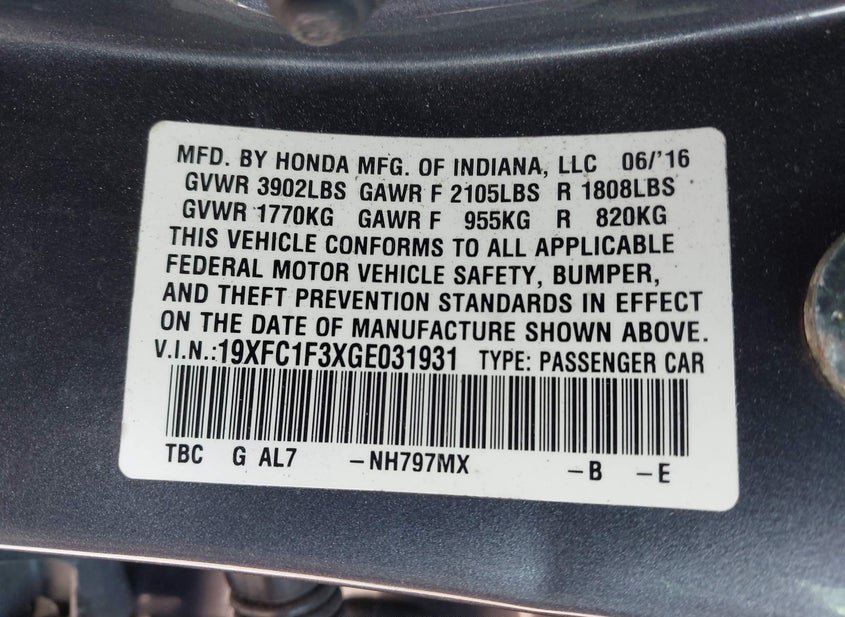 MFD. BY HONDA MFG. OF INDIANA, LLC 06/'16
GVWR 3902LBS GAWR F 2105LBS R 1808LBS
GVWR 1770KG GAWR F 955KG R 820KG
THIS VEHICLE CONFORMS TO ALL APPLICABLE
FEDERAL MOTOR VEHICLE SAFETY, BUMPER,
AND THEFT PREVENTION STANDARDS IN EFFECT
ON THE DATE OF MANUFACTURE SHOWN ABOVE.
V.I.N.:19XFC1F3XGE031931 TYPE: PASSENGER CAR
TBC G AL7 -NH797MX -B -E